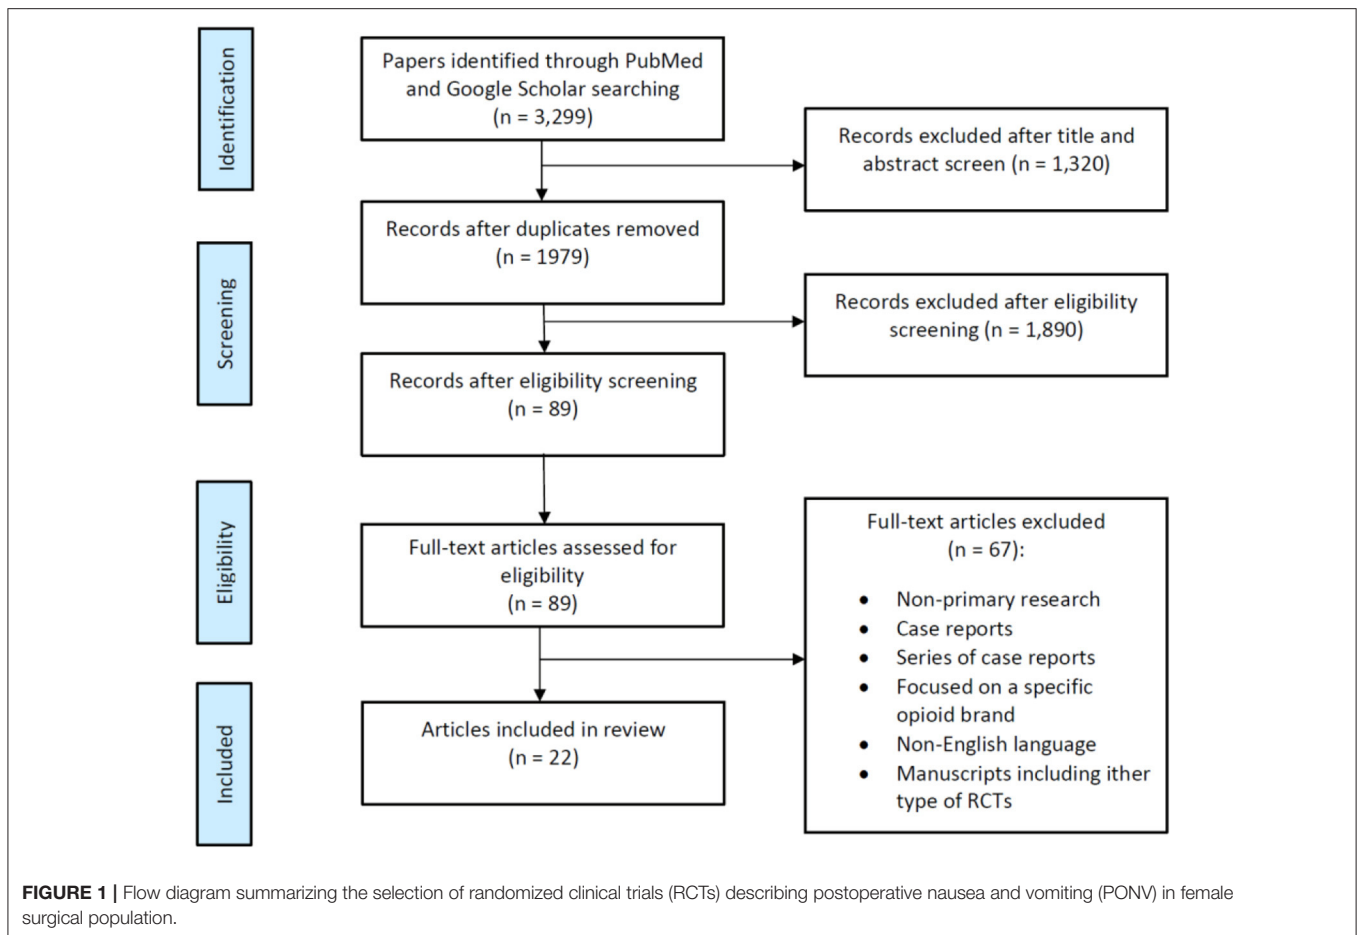 Identification
Papers identified through PubMed
and Google Scholar searching
(n = 3,299)
Records excluded after title and
abstract screen (n = 1,320)
Records after duplicates removed
(n = 1979)
Screening
Records excluded after eligibility
screening (n = 1,890)
Records after eligibility screening
(n = 89)
Eligibility
Full-text articles assessed for
eligibility
(n = 89)
Full-text articles excluded
(n = 67):
• Non-primary research
• Case reports
• Series of case reports
• Focused on a specific
opioid brand
• Non-English language
• Manuscripts including ither
type of RCTs
Included
Articles included in review
(n = 22)
FIGURE 1 | Flow diagram summarizing the selection of randomized clinical trials (RCTs) describing postoperative nausea and vomiting (PONV) in female
surgical population.